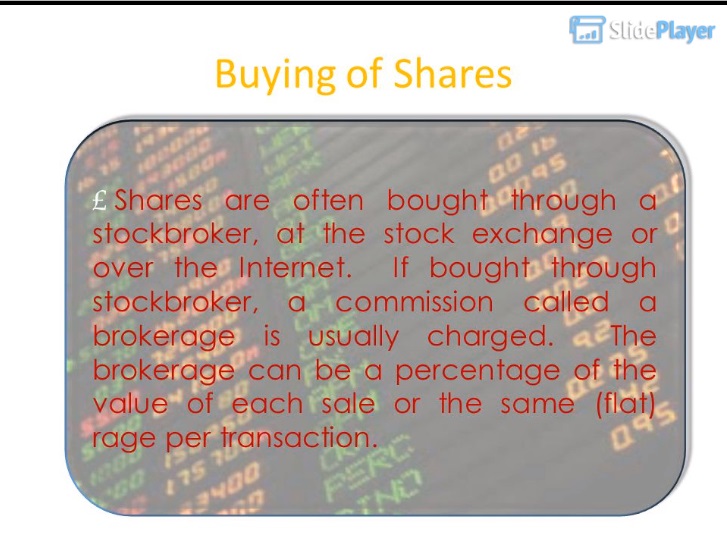 SlidePlayer
Buying of Shares
£ Shares are often bought through a
stockbroker, at the stock exchange or
over the Internet. If bought through
stockbroker, a commission called a
brokerage is usually charged. The
brokerage can be a percentage of the
value of each sale or the same (flat)
rage per transaction.